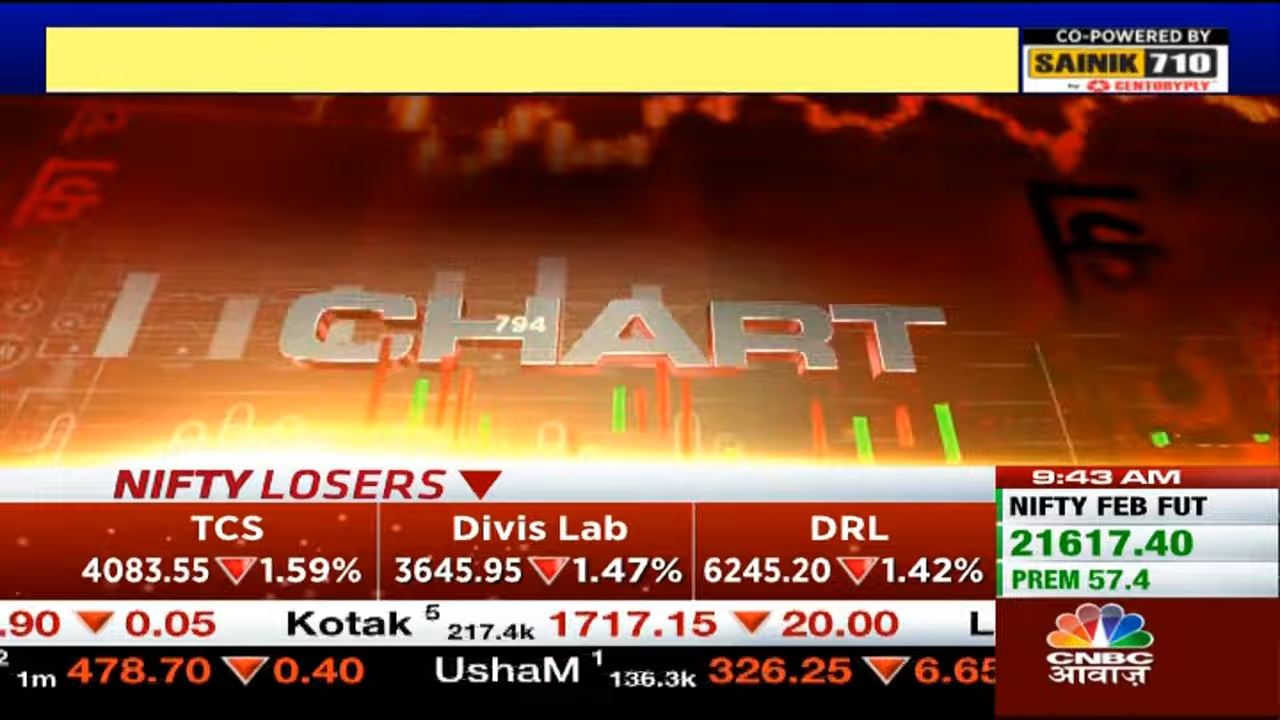 CO-POWERED BY
SAINIK 710
by CENTURYPLY
CHART
794
NIFTY LOSERS
TCS
4083.55 1.59%
Divis Lab
3645.95 1.47%
DRL
6245.20 1.42%
9:43 AM
NIFTY FEB FUT
21617.40
PREM 57.4
.90 0.05 Kotak 5 217.4k 1717.15 20.00 L
2 1m 478.70 0.40 UshaM 1 136.3k 326.25 6.65
CNBC
आवाज़